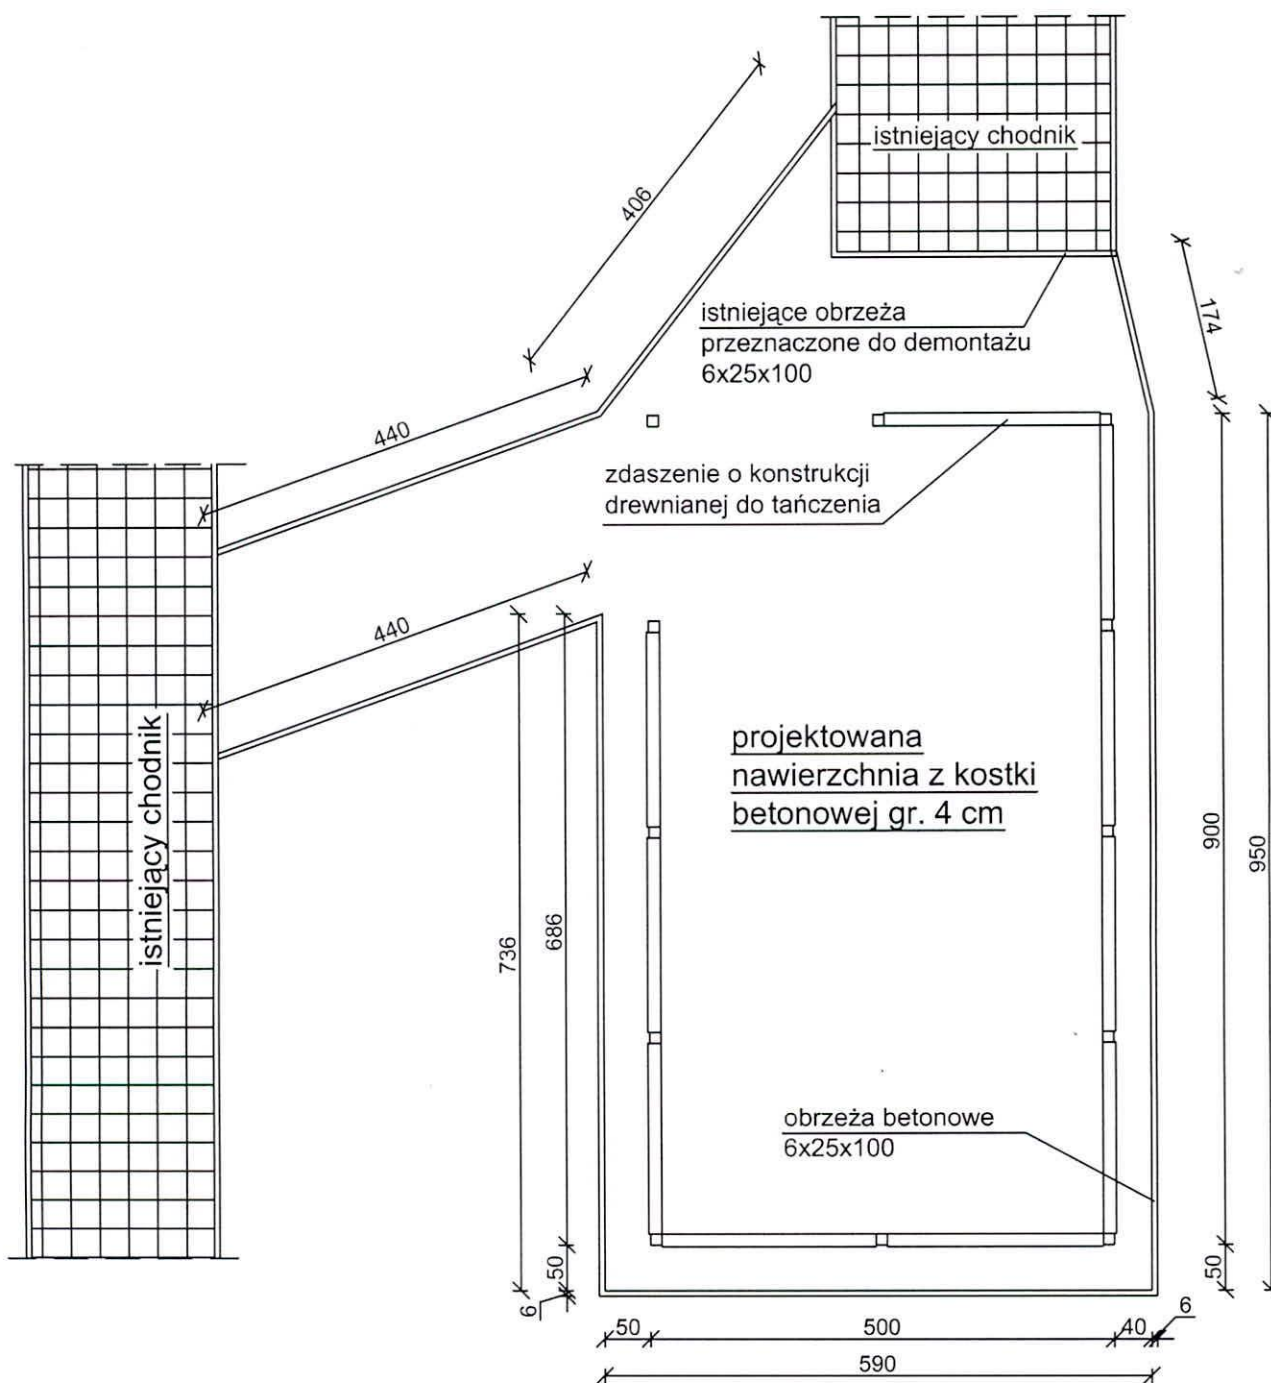 istniejący chodnik
406
174
istniejące obrzeża
przeznaczone do demontażu
6x25x100
440
zdaszenie o konstrukcji
drewnianej do tańczenia
440
projektowana
nawierzchnia z kostki
betonowej gr. 4 cm
istniejący chodnik
736
686
900
950
obrzeża betonowe
6x25x100
50
6
50
50
500
40
6
590